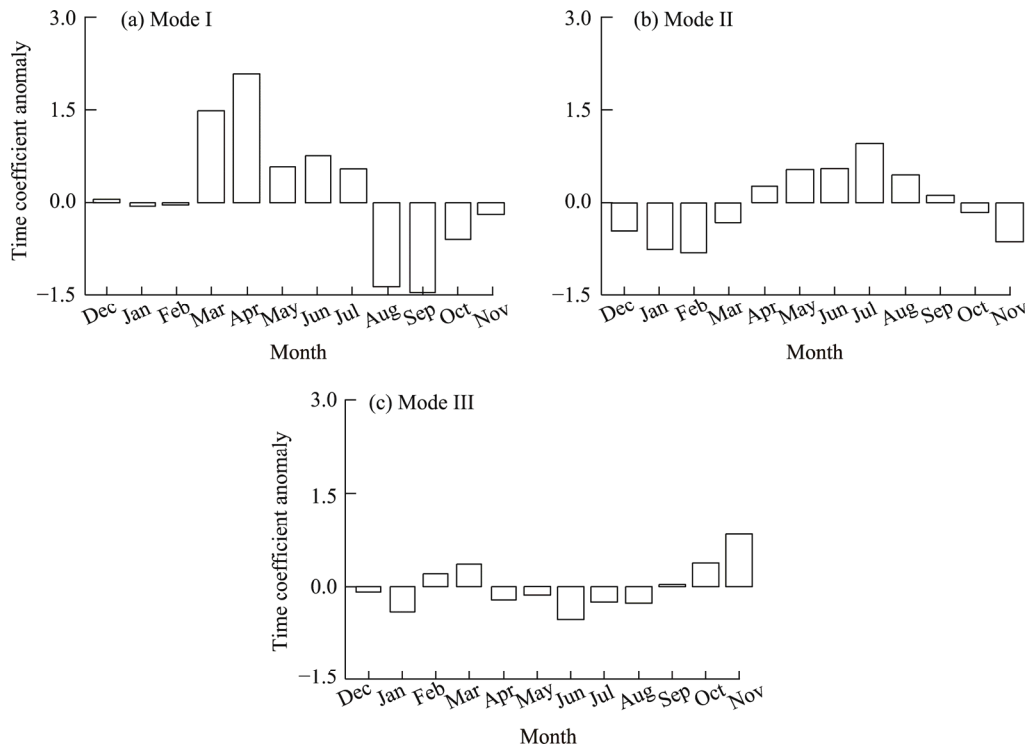 (a) Mode I
Time coefficient anomaly
3.0
1.5
0.0
−1.5
Dec Jan Feb Mar Apr May Jun Jul Aug Sep Oct Nov
Month
(b) Mode II
Time coefficient anomaly
3.0
1.5
0.0
−1.5
Dec Jan Feb Mar Apr May Jun Jul Aug Sep Oct Nov
Month
(c) Mode III
Time coefficient anomaly
3.0
1.5
0.0
−1.5
Dec Jan Feb Mar Apr May Jun Jul Aug Sep Oct Nov
Month